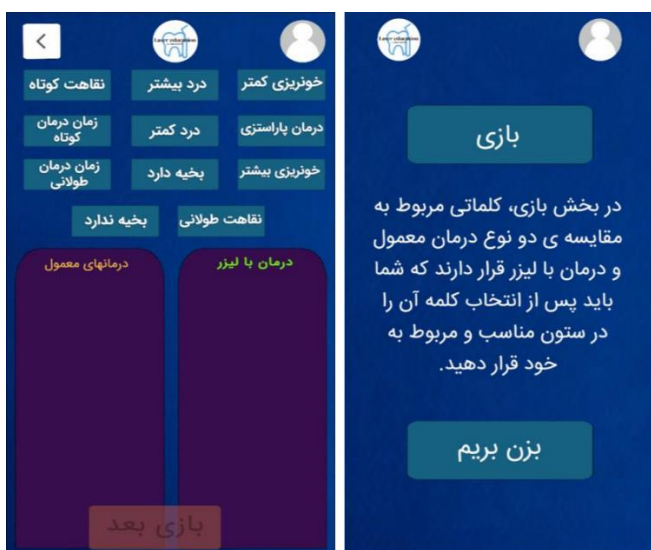 خونریزی کمتر
درد بیشتر
نقاهت کوتاه
درمان پاراستزی
درد کمتر
زمان درمان
کوتاه
خونریزی بیشتر
بخیه دارد
زمان درمان
طولانی
نقاهت طولانی
بخیه ندارد
درمان با لیزر
درمانهای معمول
بازی بعد
بازی
در بخش بازی، کلماتی مربوط به
مقایسه ی دو نوع درمان معمول
و درمان با لیزر قرار دارند که شما
باید پس از انتخاب کلمه آن را
در ستون مناسب و مربوط به
خود قرار دهید.
بزن بریم